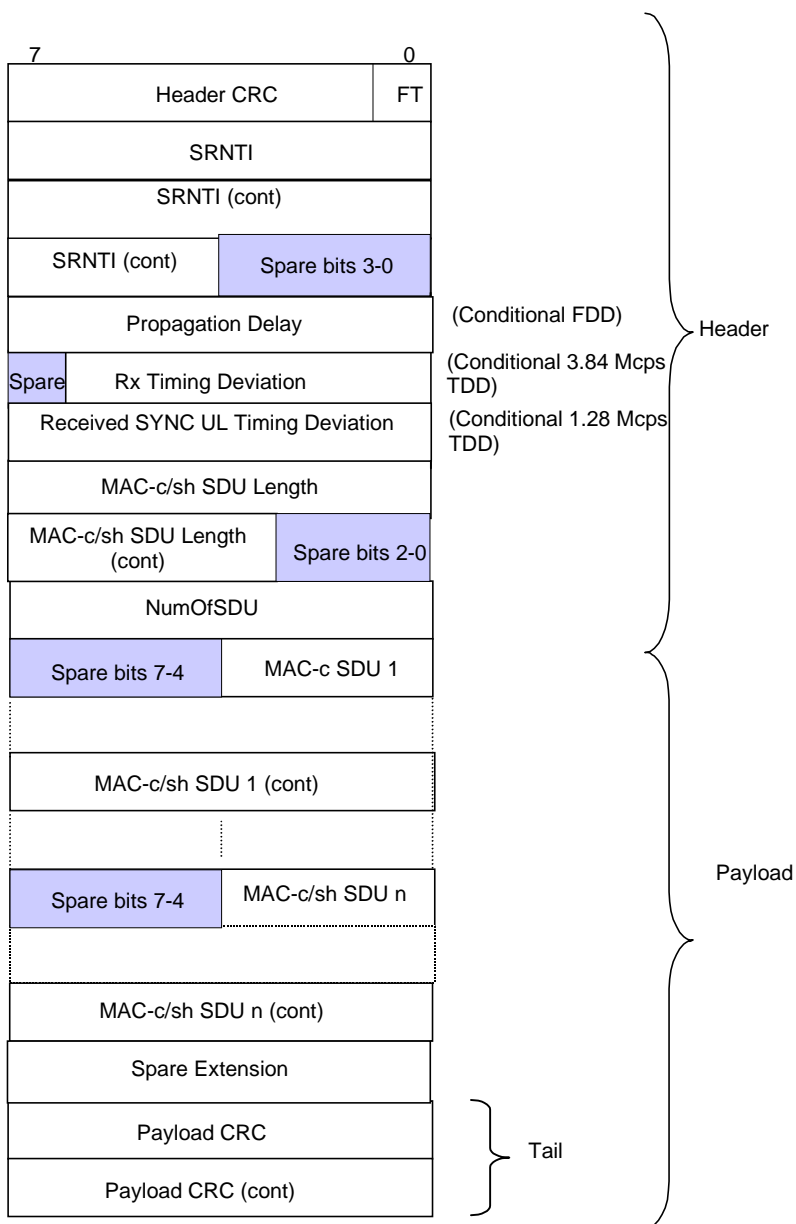 7 0
Header CRC FT
SRNTI
SRNTI (cont)
SRNTI (cont) Spare bits 3-0
Propagation Delay (Conditional FDD)
Header
Spare Rx Timing Deviation (Conditional 3.84 Mcps
TDD)
Received SYNC UL Timing Deviation (Conditional 1.28 Mcps
TDD)
MAC-c/sh SDU Length
MAC-c/sh SDU Length
(cont)
Spare bits 2-0
NumOfSDU
Spare bits 7-4 MAC-c SDU 1
MAC-c/sh SDU 1 (cont)
Spare bits 7-4 MAC-c/sh SDU n
Payload
MAC-c/sh SDU n (cont)
Spare Extension
Payload CRC
Tail
Payload CRC (cont)